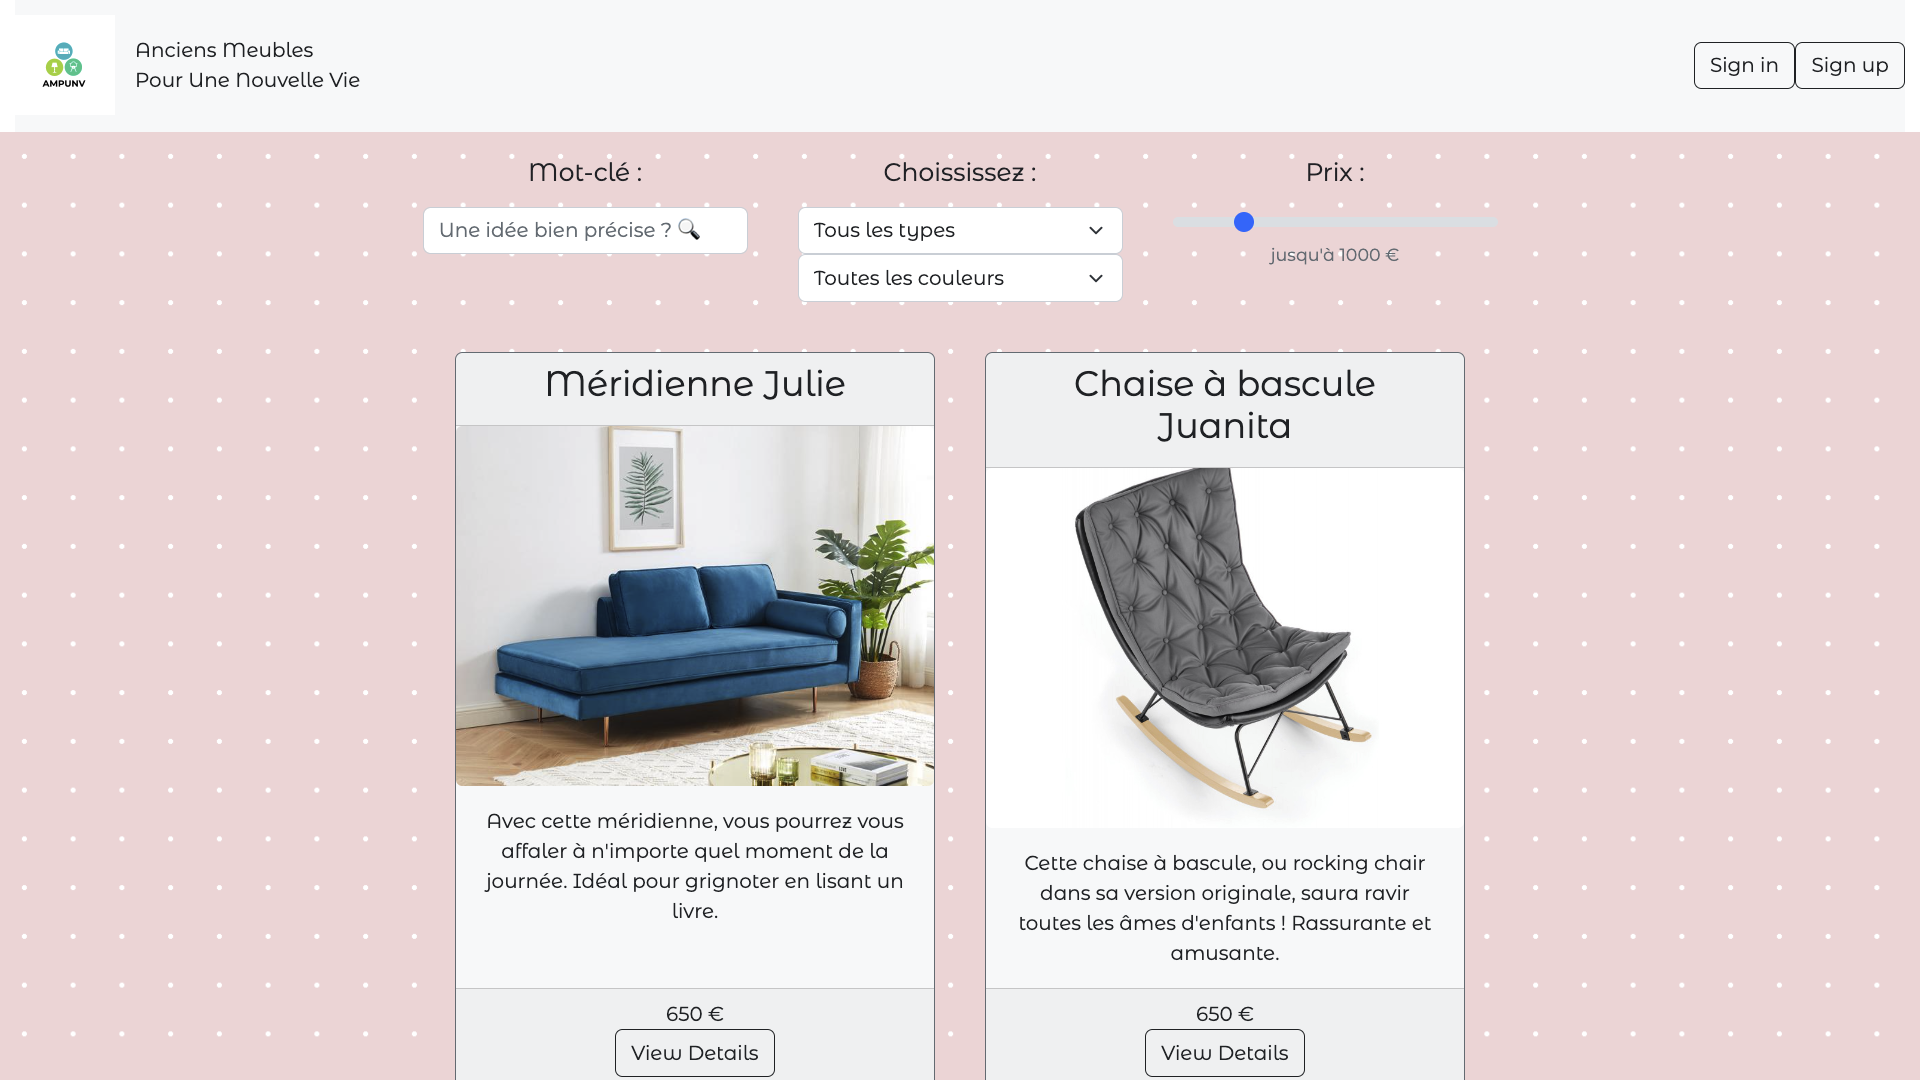 AMPUNV
Anciens Meubles
Pour Une Nouvelle Vie
Sign in
Sign up
Mot-clé :
Une idée bien précise ? 🔍
Choississez :
Tous les types
Toutes les couleurs
Prix :
jusqu'à 1000 €
Méridienne Julie
Avec cette méridienne, vous pourrez vous
affaler à n'importe quel moment de la
journée. Idéal pour grignoter en lisant un
livre.
650 €
View Details
Chaise à bascule
Juanita
Cette chaise à bascule, ou rocking chair
dans sa version originale, saura ravir
toutes les âmes d'enfants ! Rassurante et
amusante.
650 €
View Details